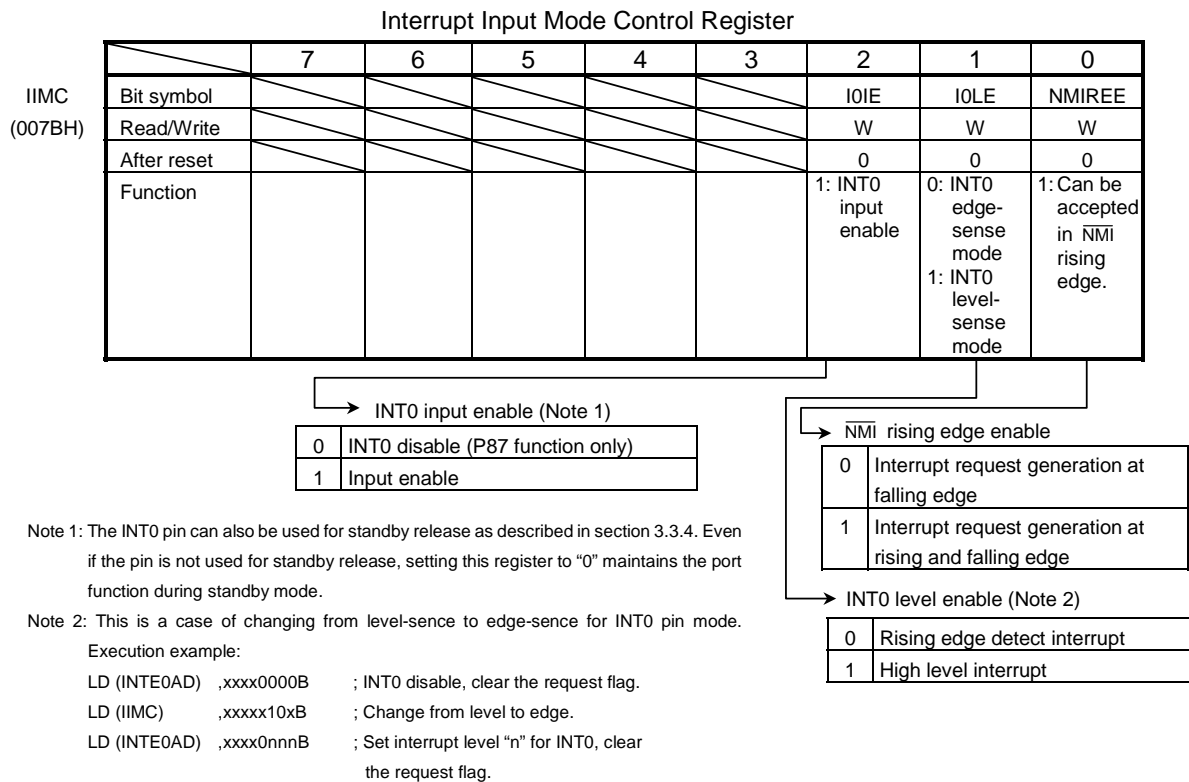 Interrupt Input Mode Control Register
7 6 5 4 3 2 1 0
IIMC
(007BH)
Bit symbol I0IE I0LE NMIREE
Read/Write W W W
After reset 0 0 0
Function
1: INT0
input
enable
0: INT0
edge-
sense
mode
1: INT0
level-
sense
mode
1: Can be
accepted
in NMI
rising
edge.
INT0 input enable (Note 1)
0 INT0 disable (P87 function only)
1 Input enable
NMI rising edge enable
0 Interrupt request generation at
falling edge
1 Interrupt request generation at
rising and falling edge
INT0 level enable (Note 2)
0 Rising edge detect interrupt
1 High level interrupt
Note 1: The INT0 pin can also be used for standby release as described in section 3.3.4. Even
if the pin is not used for standby release, setting this register to “0” maintains the port
function during standby mode.
Note 2: This is a case of changing from level-sence to edge-sence for INT0 pin mode.
Execution example:
LD (INTE0AD) ,xxxx0000B ; INT0 disable, clear the request flag.
LD (IIMC) ,xxxxx10xB ; Change from level to edge.
LD (INTE0AD) ,xxxx0nnnB ; Set interrupt level “n” for INT0, clear
the request flag.